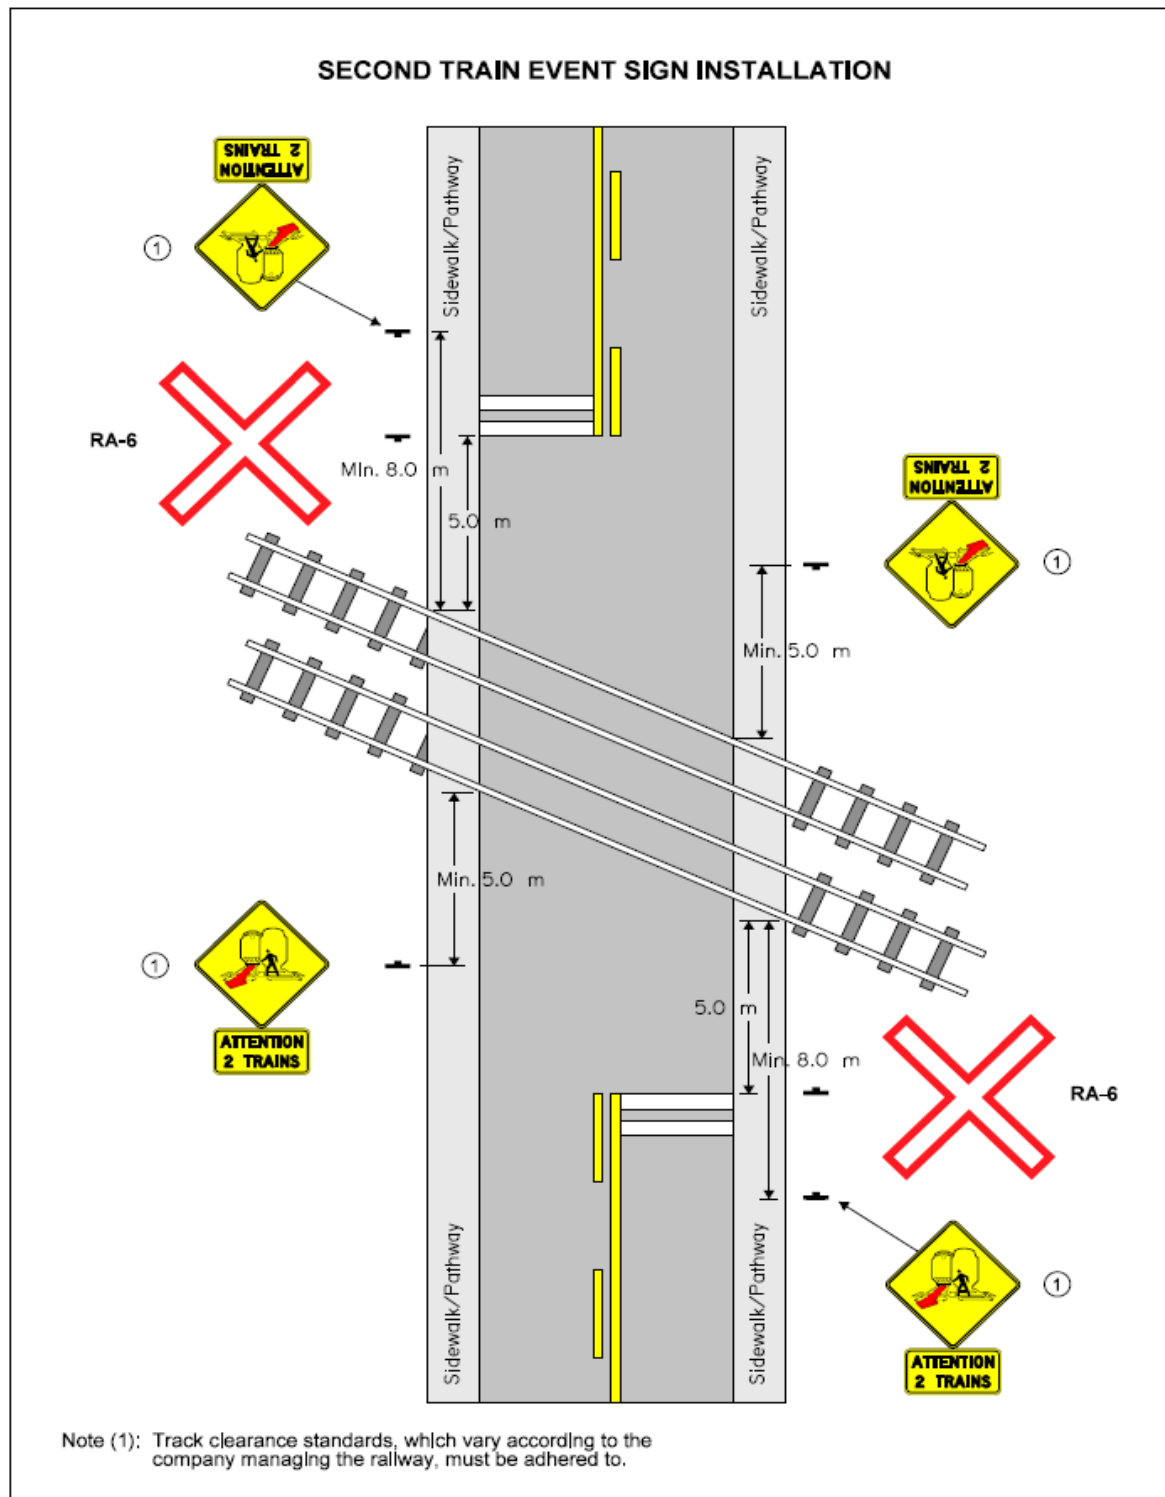 SECOND TRAIN EVENT SIGN INSTALLATION
ATTENTION
2 TRAINS
Sidewalk/Pathway
Sidewalk/Pathway
1
RA-6
Min. 8.0 m
5.0 m
ATTENTION
2 TRAINS
1
Min. 5.0 m
Min. 5.0 m
1
ATTENTION
2 TRAINS
5.0 m
Min. 8.0 m
RA-6
Sidewalk/Pathway
Sidewalk/Pathway
1
ATTENTION
2 TRAINS
Note (1): Track clearance standards, which vary according to the
company managing the railway, must be adhered to.